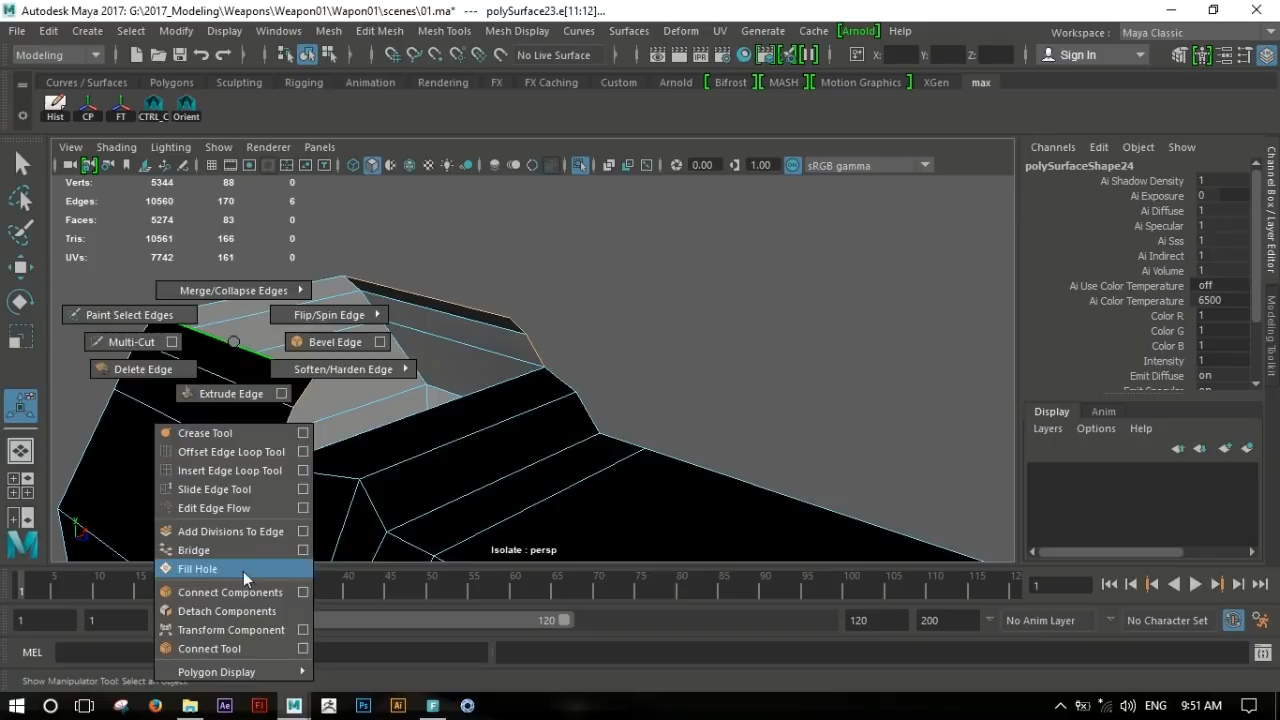 Autodesk Maya 2017: G:\2017_Modeling\Weapons\Weapon01\Wapon01\scenes\01.ma* --- polySurface23.e[11:12]...
File Edit Create Select Modify Display Windows Mesh Edit Mesh Mesh Tools Mesh Display Curves Surfaces Deform UV Generate Cache [Arnold] Help Workspace : Maya Classic
Modeling No Live Surface X: Y: Z: Sign In
Curves / Surfaces Polygons Sculpting Rigging Animation Rendering FX FX Caching Custom Arnold Bifrost MASH Motion Graphics XGen max
Hist CP FT CTRL_C Orient
View Shading Lighting Show Renderer Panels
0.00 1.00 sRGB gamma
Verts: 5344 88 0
Edges: 10560 170 6
Faces: 5274 83 0
Tris: 10561 166 0
UVs: 7742 161 0
Merge/Collapse Edges
Paint Select Edges Flip/Spin Edge
Multi-Cut Bevel Edge
Delete Edge Soften/Harden Edge
Extrude Edge
Crease Tool
Offset Edge Loop Tool
Insert Edge Loop Tool
Slide Edge Tool
Edit Edge Flow
Add Divisions To Edge
Bridge
Fill Hole
Connect Components
Detach Components
Transform Component
Connect Tool
Polygon Display
Isolate : persp
Channels Edit Object Show
polySurfaceShape24
Ai Shadow Density 1
Ai Exposure 0
Ai Diffuse 1
Ai Specular 1
Ai Sss 1
Ai Indirect 1
Ai Volume 1
Ai Use Color Temperature off
Ai Color Temperature 6500
Color R 1
Color G 1
Color B 1
Intensity 1
Emit Diffuse on
Channel Box / Layer Editor
Modeling Toolkit
Display Anim
Layers Options Help
5 10 15 40 45 50 55 60 65 70 75 80 85 90 95 100 105 110 115 12
1
1 1 120 120 200 No Anim Layer No Character Set
MEL
Show Manipulator Tool: Select an object.
Ae Fl Ps Ai F ENG 9:51 AM